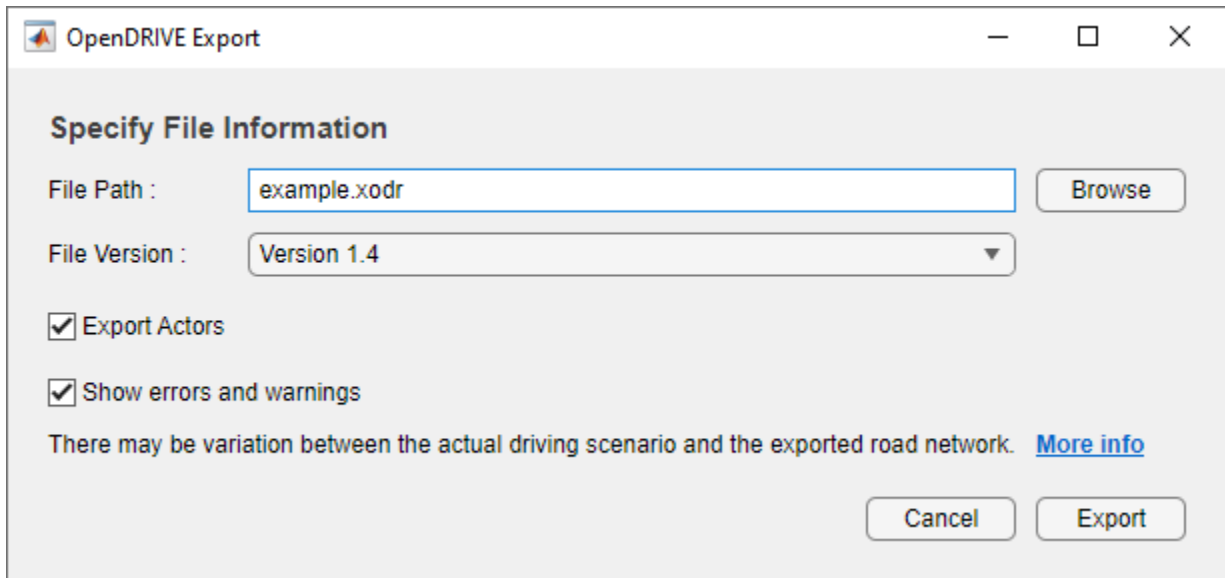 OpenDRIVE Export
Specify File Information
File Path : example.xodr Browse
File Version : Version 1.4
Export Actors
Show errors and warnings
There may be variation between the actual driving scenario and the exported road network. More info
Cancel Export